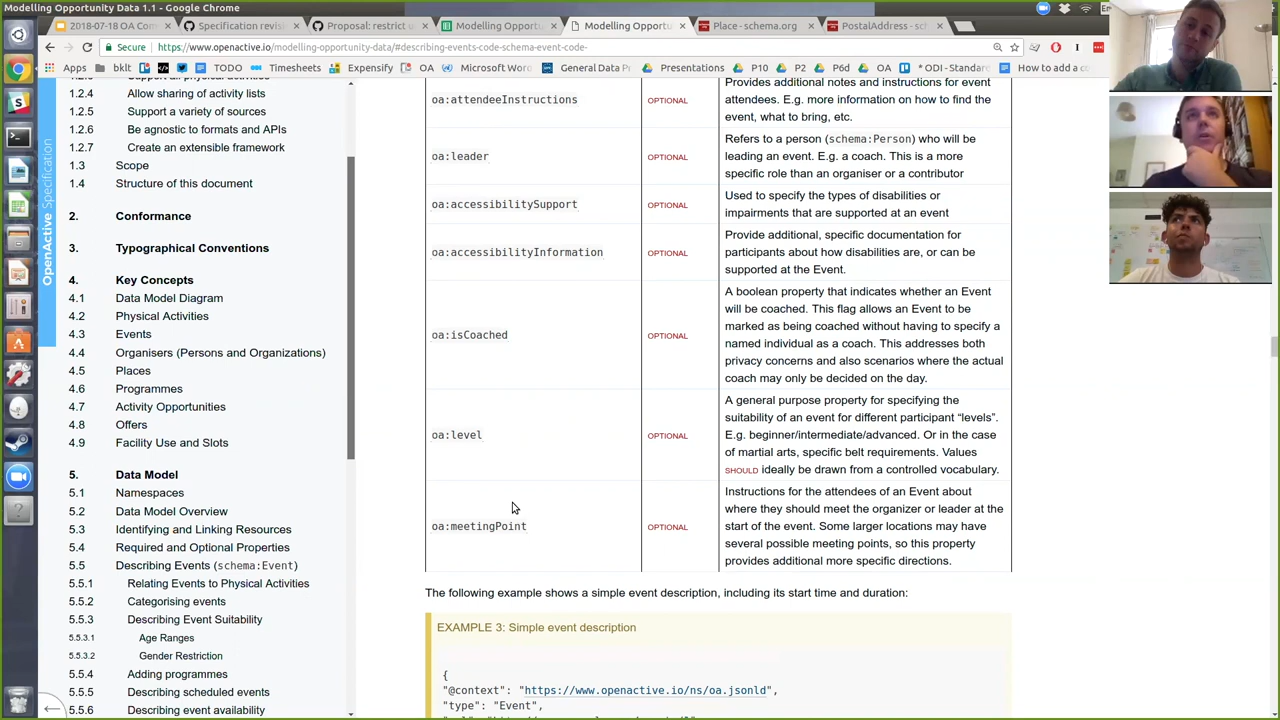 Modelling Opportunity Data 1.1 - Google Chrome
2018-07-18 OA Com
Specification revisi
Proposal: restrict u
Modelling Opportun
Modelling Opportu
Place - schema.org
PostalAddress - sc
Secure
https://www.openactive.io/modelling-opportunity-data/#describing-events-code-schema-event-code-
Apps
bklt
TODO
Timesheets
Expensify
OA
Microsoft Word
General Data Pr
Presentations
P10
P2
P6d
OA
* ODI - Standard
How to add a co
OpenActive Specification
1.2.4 Allow sharing of activity lists
1.2.5 Support a variety of sources
1.2.6 Be agnostic to formats and APIs
1.2.7 Create an extensible framework
1.3 Scope
1.4 Structure of this document
2. Conformance
3. Typographical Conventions
4. Key Concepts
4.1 Data Model Diagram
4.2 Physical Activities
4.3 Events
4.4 Organisers (Persons and Organizations)
4.5 Places
4.6 Programmes
4.7 Activity Opportunities
4.8 Offers
4.9 Facility Use and Slots
5. Data Model
5.1 Namespaces
5.2 Data Model Overview
5.3 Identifying and Linking Resources
5.4 Required and Optional Properties
5.5 Describing Events (schema:Event)
5.5.1 Relating Events to Physical Activities
5.5.2 Categorising events
5.5.3 Describing Event Suitability
5.5.3.1 Age Ranges
5.5.3.2 Gender Restriction
5.5.4 Adding programmes
5.5.5 Describing scheduled events
5.5.6 Describing event availability
oa:attendeeInstructions
OPTIONAL
Provides additional notes and instructions for event
attendees. E.g. more information on how to find the
event, what to bring, etc.
oa:leader
OPTIONAL
Refers to a person (schema:Person) who will be
leading an event. E.g. a coach. This is a more
specific role than an organiser or a contributor
oa:accessibilitySupport
OPTIONAL
Used to specify the types of disabilities or
impairments that are supported at an event
oa:accessibilityInformation
OPTIONAL
Provide additional, specific documentation for
participants about how disabilities are, or can be
supported at the Event.
oa:isCoached
OPTIONAL
A boolean property that indicates whether an Event
will be coached. This flag allows an Event to be
marked as being coached without having to specify a
named individual as a coach. This addresses both
privacy concerns and also scenarios where the actual
coach may only be decided on the day.
oa:level
OPTIONAL
A general purpose property for specifying the
suitability of an event for different participant “levels”.
E.g. beginner/intermediate/advanced. Or in the case
of martial arts, specific belt requirements. Values
SHOULD ideally be drawn from a controlled vocabulary.
oa:meetingPoint
OPTIONAL
Instructions for the attendees of an Event about
where they should meet the organizer or leader at the
start of the event. Some larger locations may have
several possible meeting points, so this property
provides additional more specific directions.
The following example shows a simple event description, including its start time and duration:
EXAMPLE 3: Simple event description
{
"@context": "https://www.openactive.io/ns/oa.jsonld",
"type": "Event",